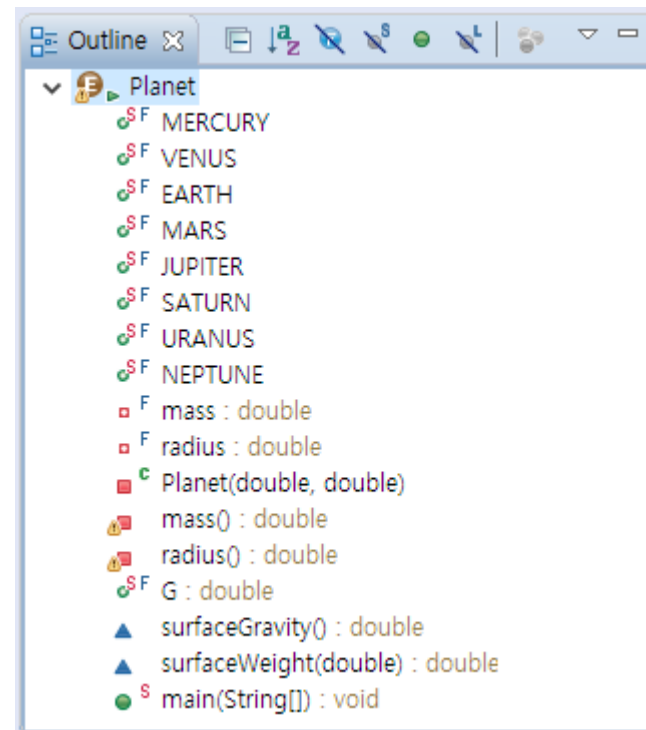 Outline
Planet
MERCURY
VENUS
EARTH
MARS
JUPITER
SATURN
URANUS
NEPTUNE
mass : double
radius : double
Planet(double, double)
mass() : double
radius() : double
G : double
surfaceGravity() : double
surfaceWeight(double) : double
main(String[]) : void